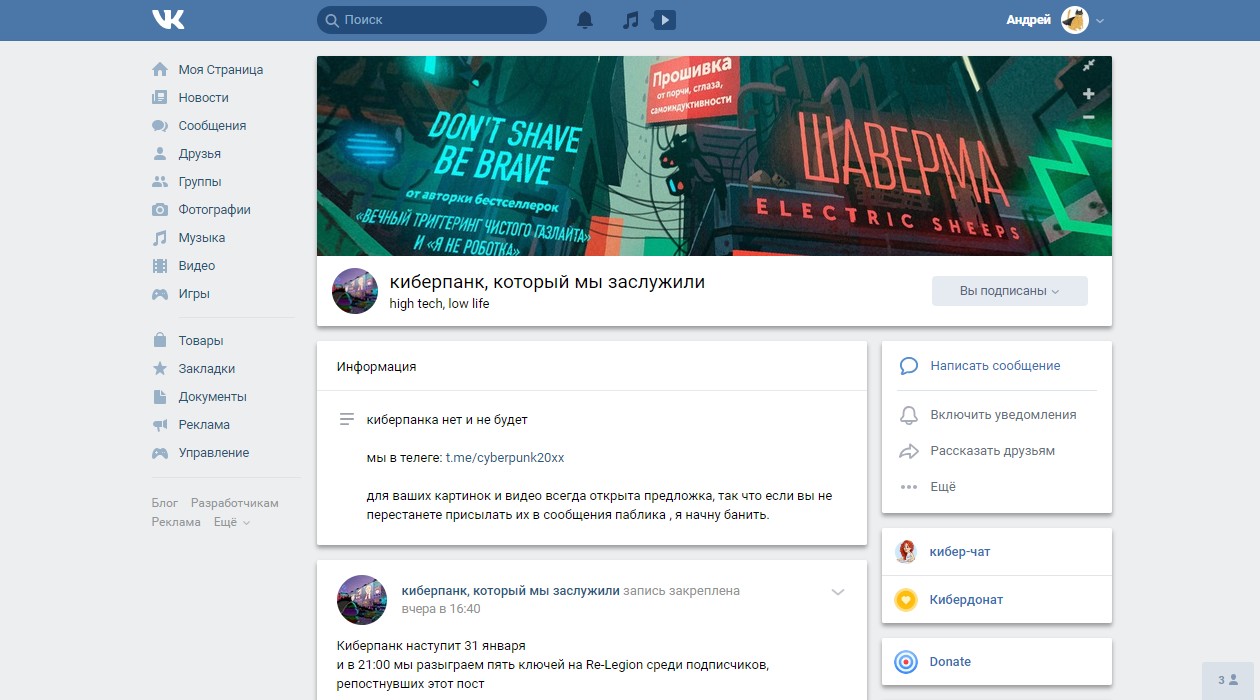 VK
Поиск
Андрей
Моя Страница
Новости
Сообщения
Друзья
Группы
Фотографии
Музыка
Видео
Игры
Товары
Закладки
Документы
Реклама
Управление
Блог Разработчикам
Реклама Ещё
DON'T SHAVE
BE BRAVE
от авторки бестселлерок
«ВЕЧНЫЙ ТРИГГЕРИНГ ЧИСТОГО ГАЗЛАЙТА»
И «Я НЕ РОБОТКА»
Прошивка
от порчи, сглаза,
самоиндуктивности
ШАВЕРМА
ELECTRIC SHEEPS
киберпанк, который мы заслужили
high tech, low life
Вы подписаны
Информация
киберпанка нет и не будет
мы в телеге: t.me/cyberpunk20xx
для ваших картинок и видео всегда открыта предложка, так что если вы не
перестанете присылать их в сообщения паблика , я начну банить.
киберпанк, который мы заслужили запись закреплена
вчера в 16:40
Киберпанк наступит 31 января
и в 21:00 мы разыграем пять ключей на Re-Legion среди подписчиков,
репостнувших этот пост
Написать сообщение
Включить уведомления
Рассказать друзьям
Ещё
кибер-чат
Кибердонат
Donate
3